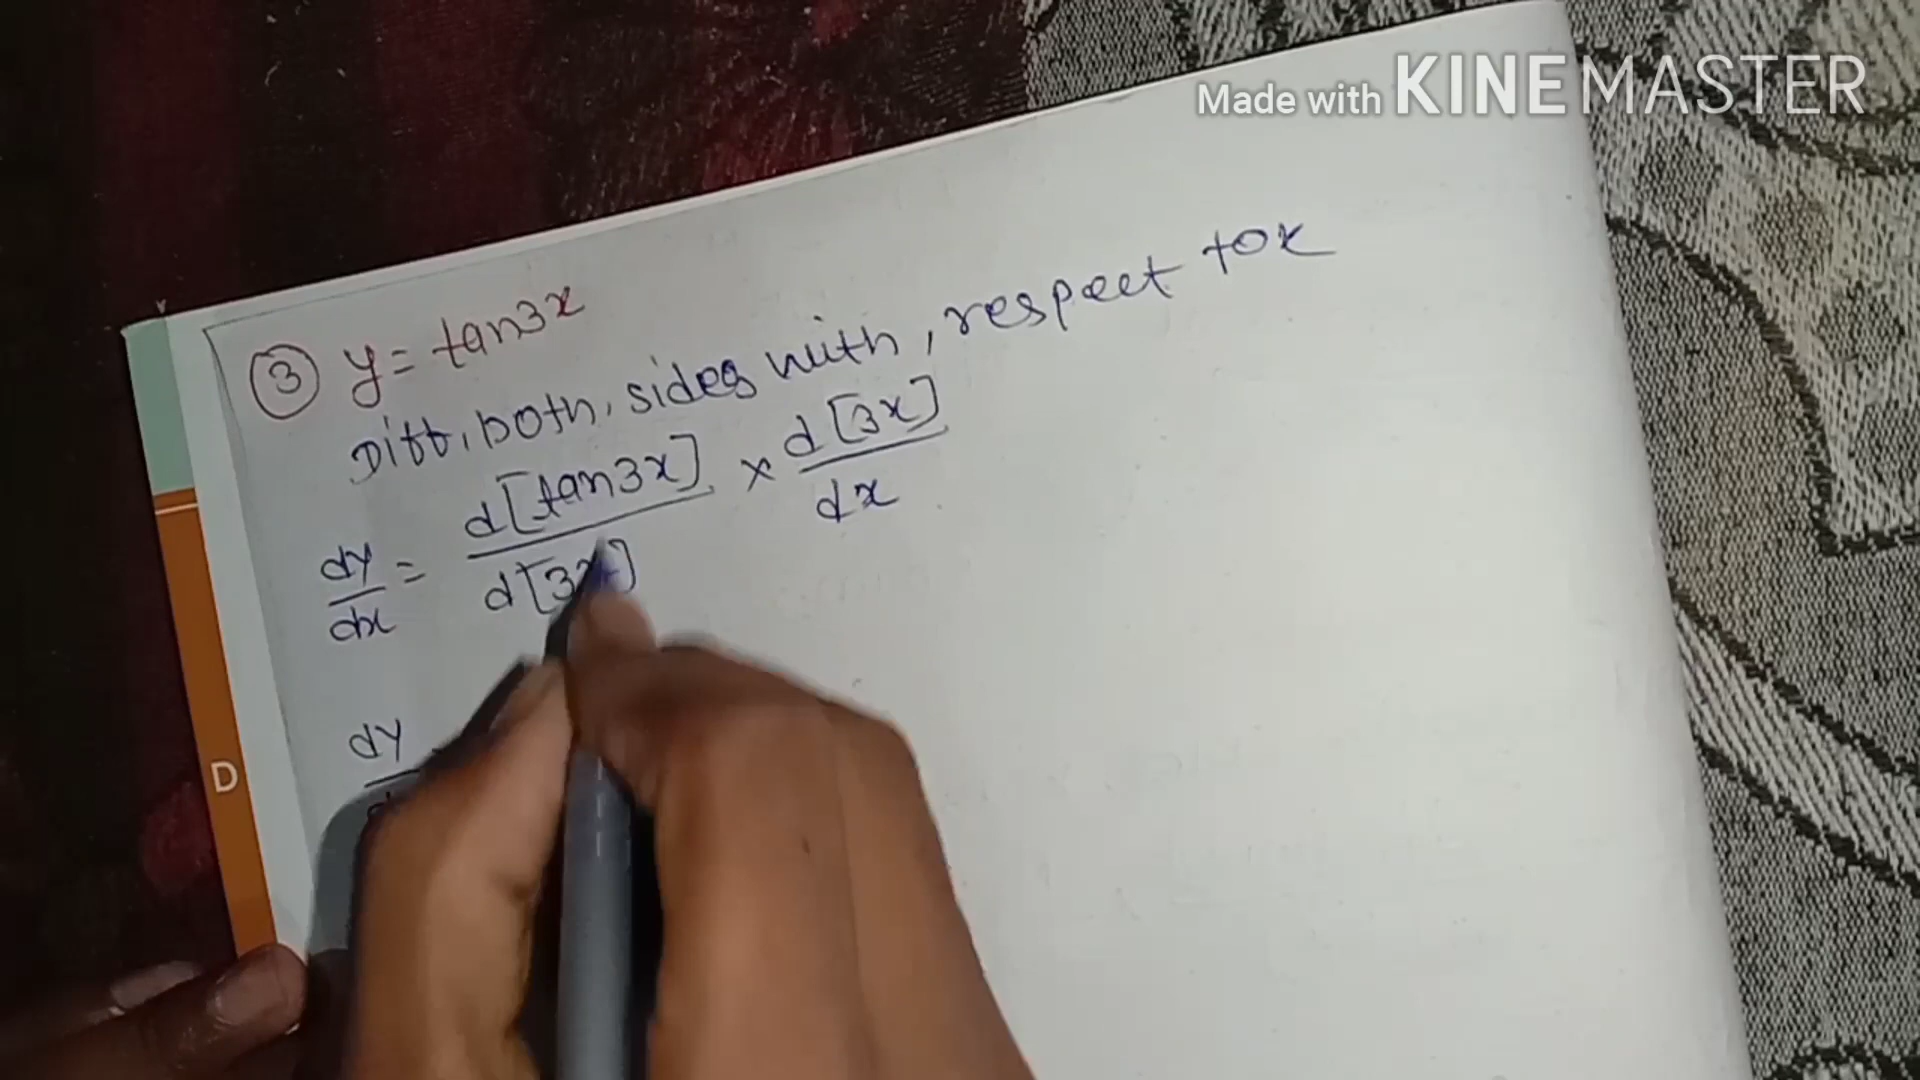 Made with KINEMASTER
③ y = tan3x
Diff, both, sides with, respect to x
dy/dx = d[tan3x]/d[3x] × d[3x]/dx
dy
D